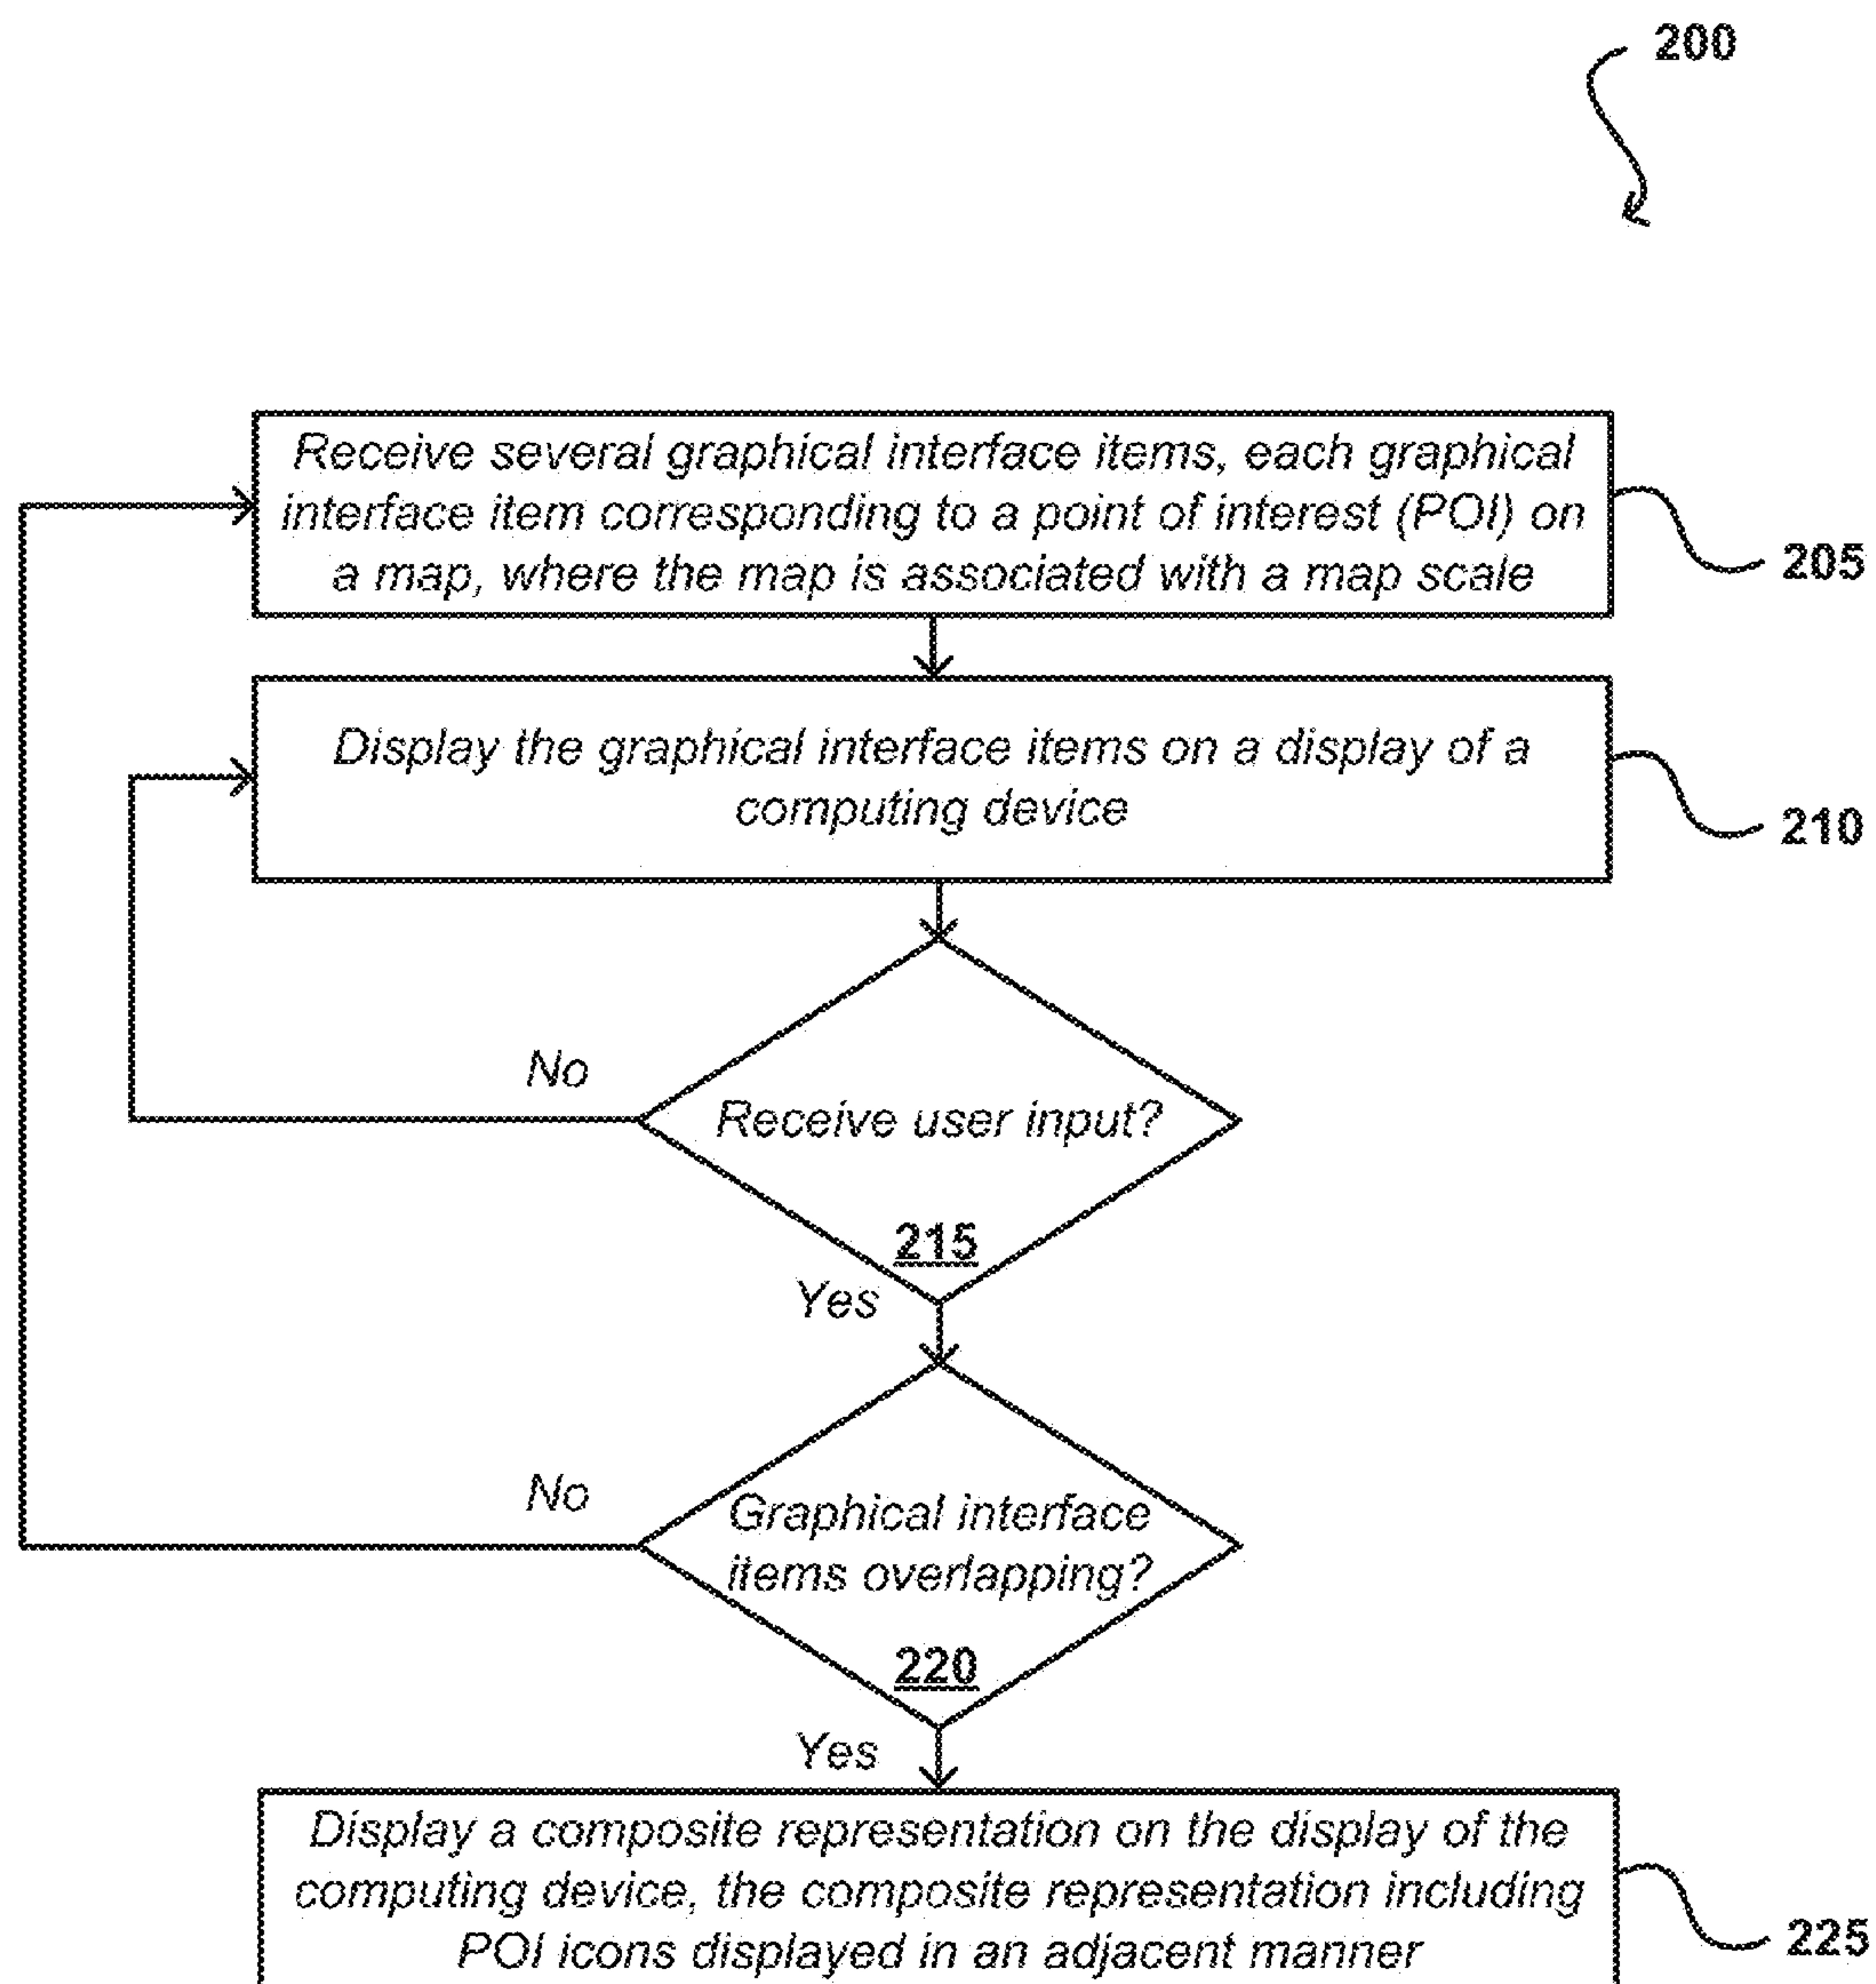 200
Receive several graphical interface items, each graphical
interface item corresponding to a point of interest (POI) on
a map, where the map is associated with a map scale
205
Display the graphical interface items on a display of a
computing device
210
No
Receive user input?
215
Yes
No
Graphical interface
items overlapping?
220
Yes
Display a composite representation on the display of the
computing device, the composite representation including
POI icons displayed in an adjacent manner
225